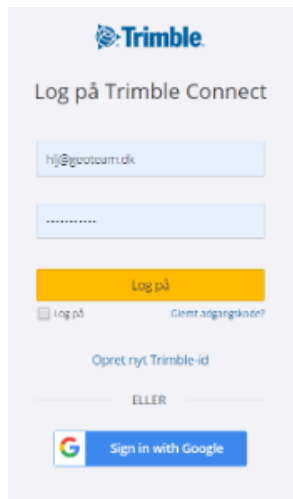 Trimble
Log på Trimble Connect
hlj@geoteam.dk
-----------
Log på
Log på Glemt adgangskode?
Opret nyt Trimble-id
ELLER
G Sign in with Google